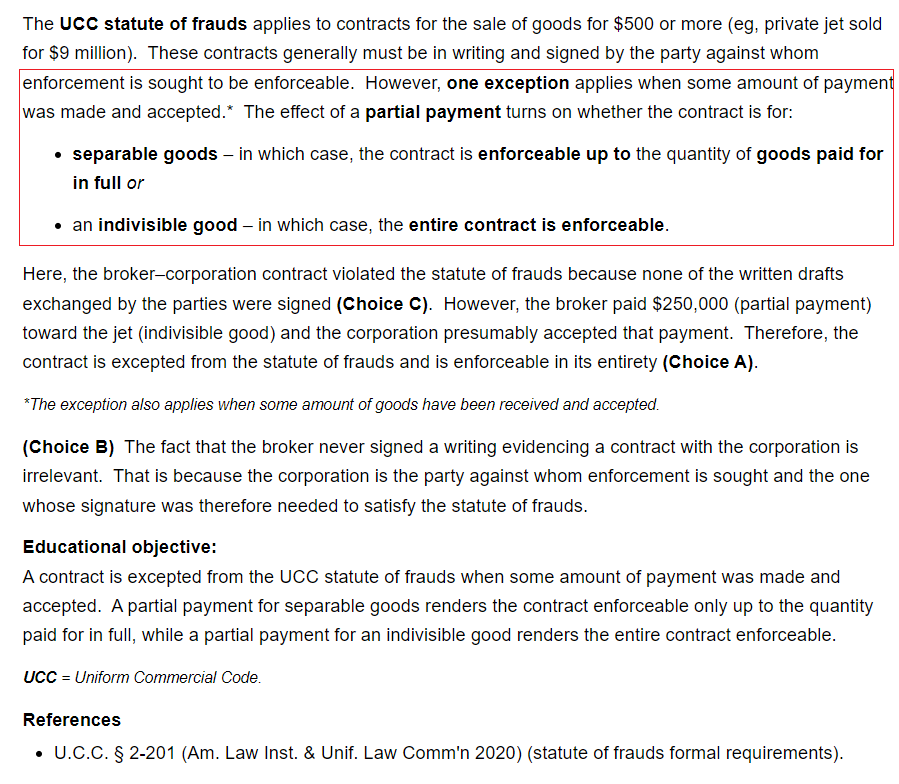 The UCC statute of frauds applies to contracts for the sale of goods for $500 or more (eg, private jet sold
for $9 million). These contracts generally must be in writing and signed by the party against whom
enforcement is sought to be enforceable. However, one exception applies when some amount of payment
was made and accepted.* The effect of a partial payment turns on whether the contract is for:
• separable goods – in which case, the contract is enforceable up to the quantity of goods paid for
in full or
• an indivisible good – in which case, the entire contract is enforceable.
Here, the broker–corporation contract violated the statute of frauds because none of the written drafts
exchanged by the parties were signed (Choice C). However, the broker paid $250,000 (partial payment)
toward the jet (indivisible good) and the corporation presumably accepted that payment. Therefore, the
contract is excepted from the statute of frauds and is enforceable in its entirety (Choice A).
*The exception also applies when some amount of goods have been received and accepted.
(Choice B) The fact that the broker never signed a writing evidencing a contract with the corporation is
irrelevant. That is because the corporation is the party against whom enforcement is sought and the one
whose signature was therefore needed to satisfy the statute of frauds.
Educational objective:
A contract is excepted from the UCC statute of frauds when some amount of payment was made and
accepted. A partial payment for separable goods renders the contract enforceable only up to the quantity
paid for in full, while a partial payment for an indivisible good renders the entire contract enforceable.
UCC = Uniform Commercial Code.
References
• U.C.C. § 2-201 (Am. Law Inst. & Unif. Law Comm'n 2020) (statute of frauds formal requirements).